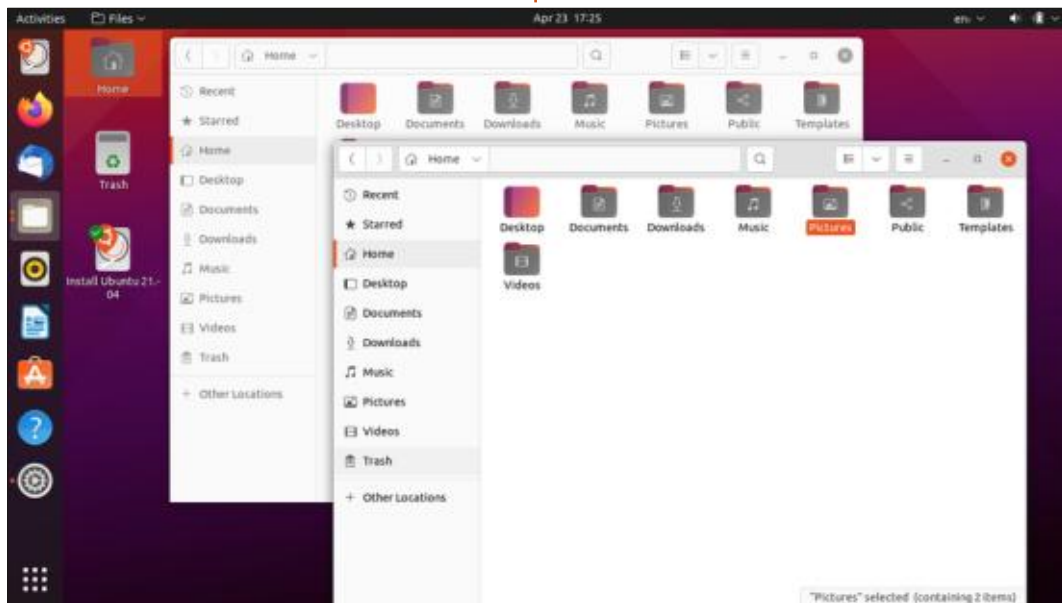 Activities Files Apr 23 17:25 en
Home
Trash
Install Ubuntu 21.-
04
Home
Recent
Starred
Home
Desktop
Documents
Downloads
Music
Pictures
Videos
Trash
Other Locations
Desktop Documents Downloads Music Pictures Public Templates
Home
Recent
Starred
Home
Desktop
Documents
Downloads
Music
Pictures
Videos
Trash
Other Locations
Desktop Documents Downloads Music Pictures Public Templates
Videos
"Pictures" selected (containing 2 items)